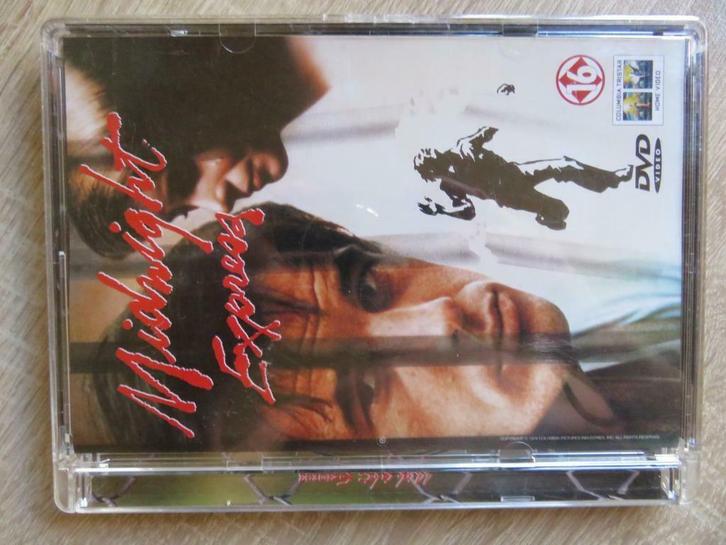 Midnight
Express
16
COLUMBIA TRISTAR
HOME VIDEO
DVD
VIDEO